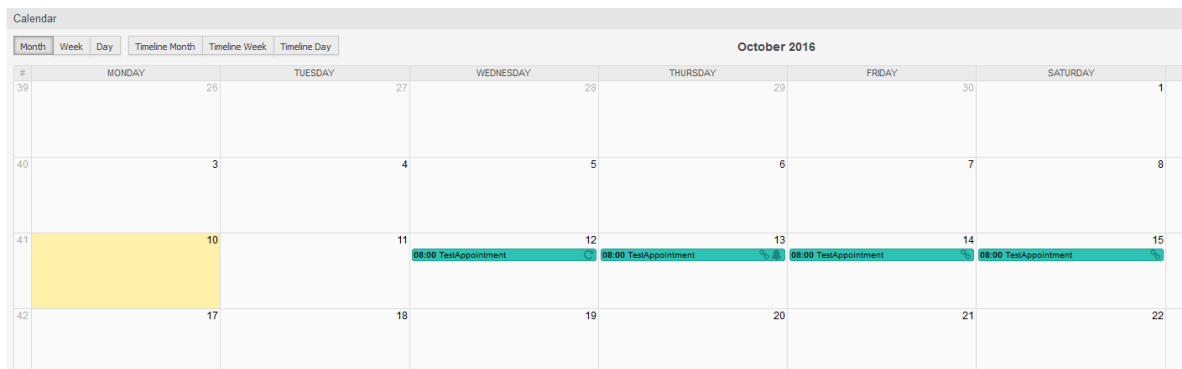 Calendar
Month Week Day Timeline Month Timeline Week Timeline Day October 2016
# MONDAY TUESDAY WEDNESDAY THURSDAY FRIDAY SATURDAY
39 26 27 28 29 30 1
40 3 4 5 6 7 8
41 10 11 12 13 14 15
08:00 TestAppointment 08:00 TestAppointment 08:00 TestAppointment 08:00 TestAppointment
42 17 18 19 20 21 22